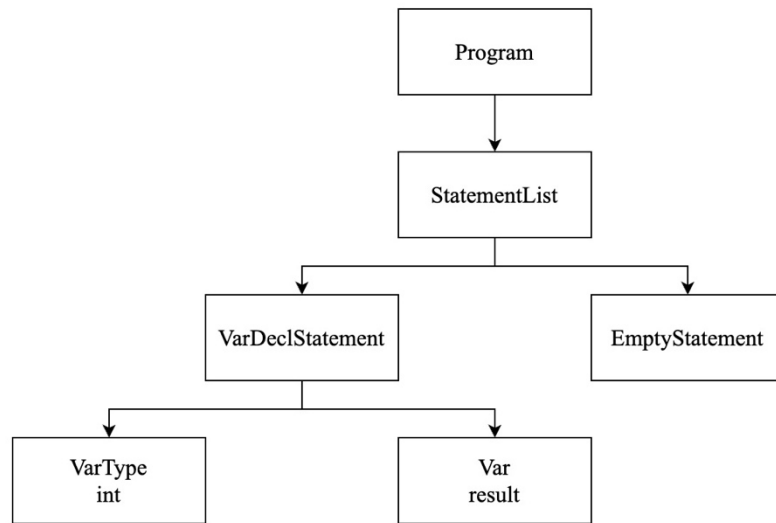 Program
StatementList
VarDeclStatement
EmptyStatement
VarType
int
Var
result